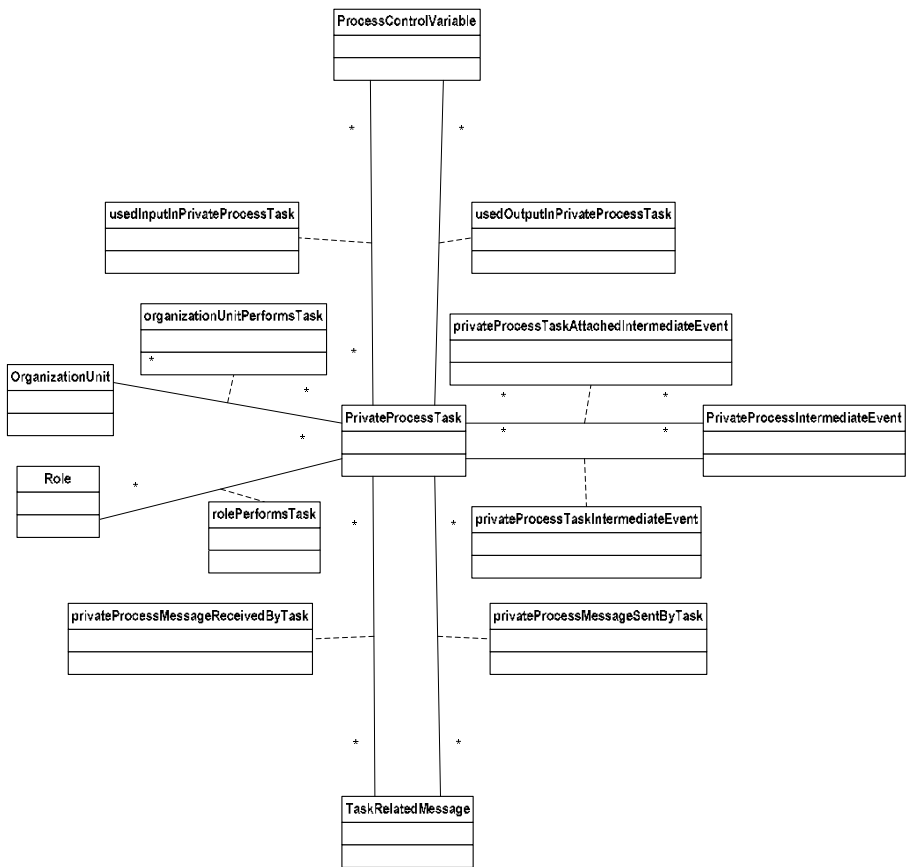 ProcessControlVariable
* *
usedInputInPrivateProcessTask usedOutputInPrivateProcessTask
organizationUnitPerformsTask privateProcessTaskAttachedIntermediateEvent
* *
OrganizationUnit * * *
PrivateProcessTask PrivateProcessIntermediateEvent
* * *
Role *
rolePerformsTask privateProcessTaskIntermediateEvent
* *
privateProcessMessageReceivedByTask privateProcessMessageSentByTask
* *
TaskRelatedMessage